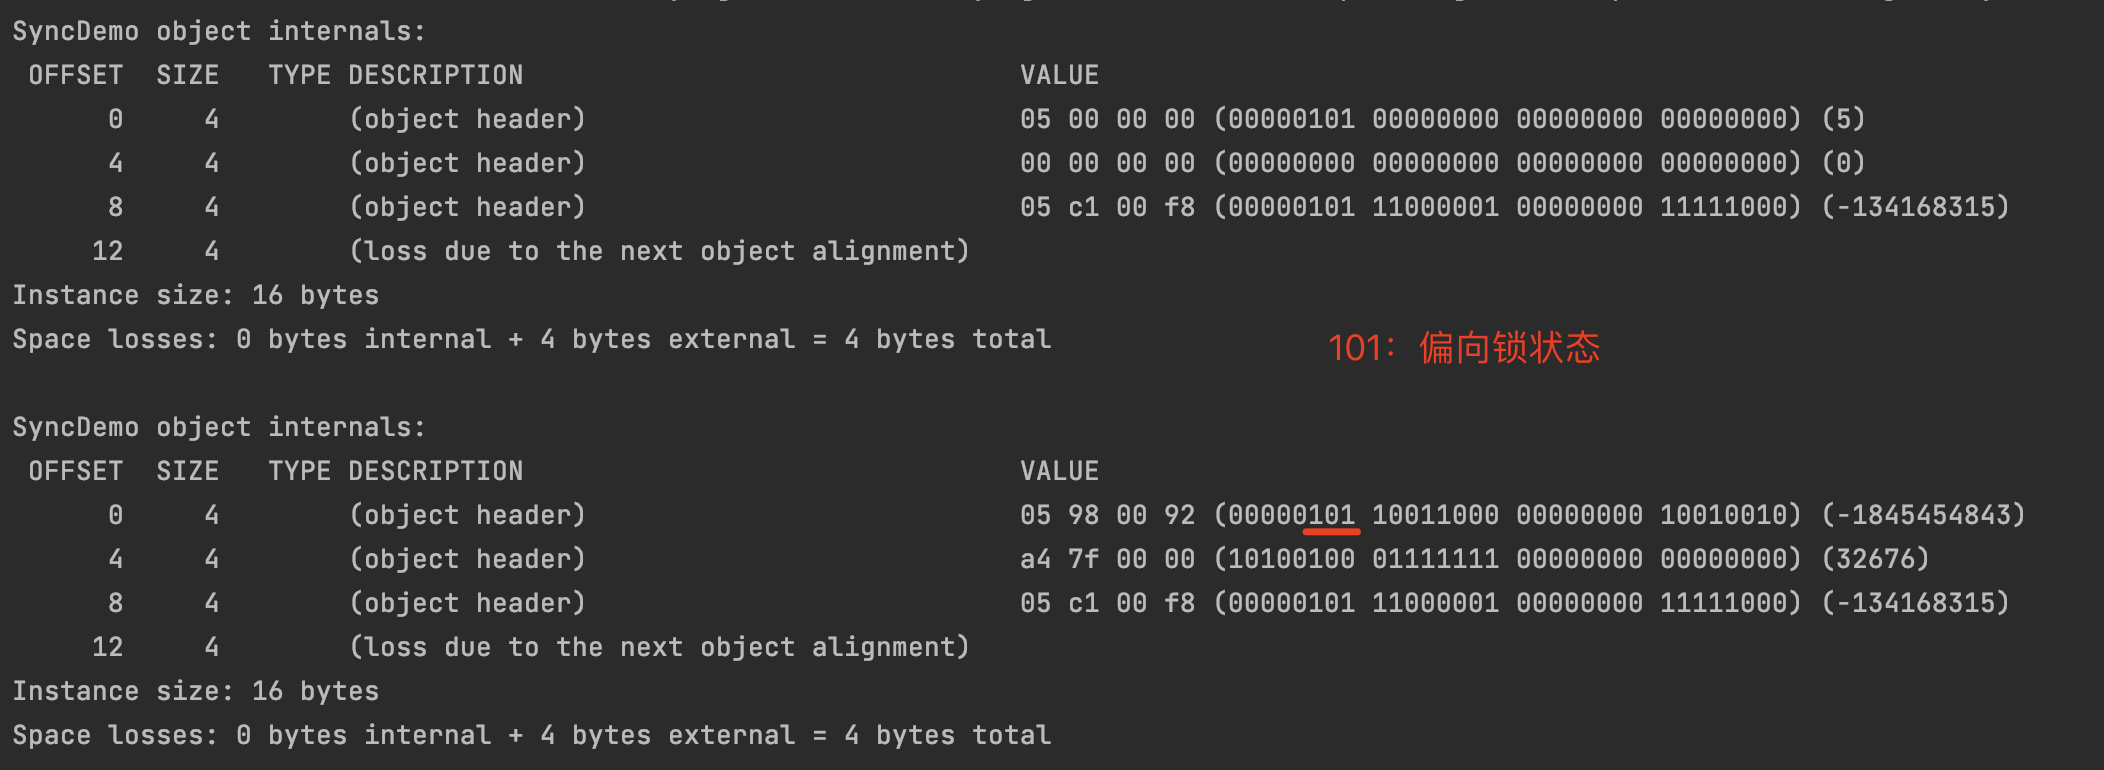 SyncDemo object internals:
OFFSET SIZE TYPE DESCRIPTION VALUE
0 4 (object header) 05 00 00 00 (00000101 00000000 00000000 00000000) (5)
4 4 (object header) 00 00 00 00 (00000000 00000000 00000000 00000000) (0)
8 4 (object header) 05 c1 00 f8 (00000101 11000001 00000000 11111000) (-134168315)
12 4 (loss due to the next object alignment)
Instance size: 16 bytes
Space losses: 0 bytes internal + 4 bytes external = 4 bytes total
101：偏向锁状态
SyncDemo object internals:
OFFSET SIZE TYPE DESCRIPTION VALUE
0 4 (object header) 05 98 00 92 (00000101 10011000 00000000 10010010) (-1845454843)
4 4 (object header) a4 7f 00 00 (10100100 01111111 00000000 00000000) (32676)
8 4 (object header) 05 c1 00 f8 (00000101 11000001 00000000 11111000) (-134168315)
12 4 (loss due to the next object alignment)
Instance size: 16 bytes
Space losses: 0 bytes internal + 4 bytes external = 4 bytes total